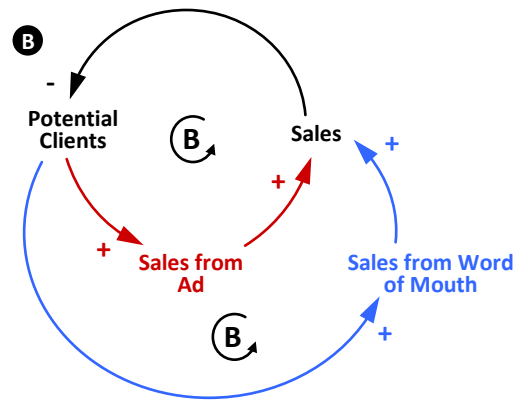 B
-
Potential
Clients
B
Sales
+
+
+
Sales from
Ad
Sales from Word
of Mouth
B
+